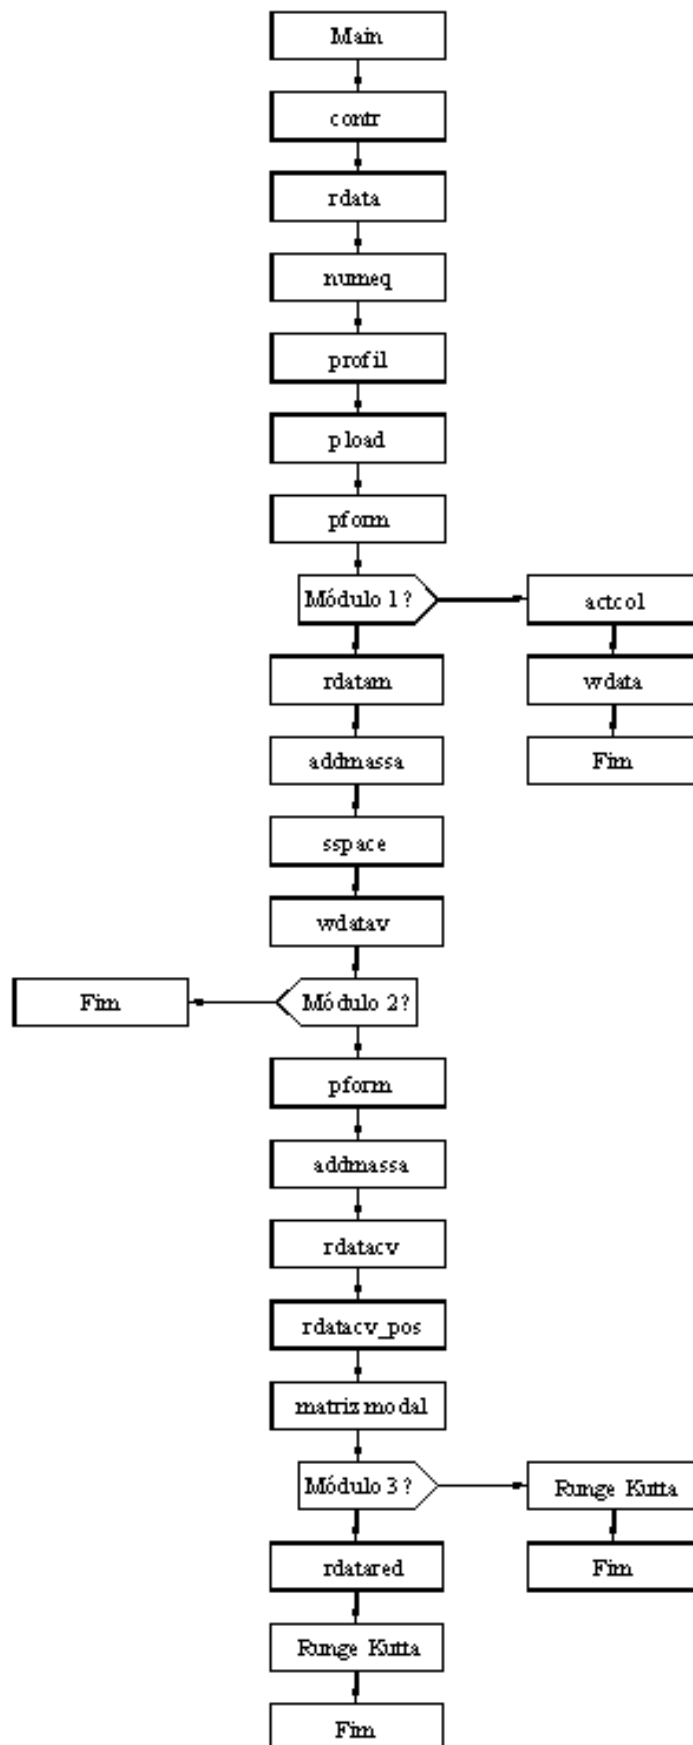 Main
contr
rdata
numeq
profil
pload
pform
Módulo 1?
actcol
rdatam
wdata
addmassa
Fim
sspace
wdatav
Fim
Módulo 2?
pform
addmassa
rdatacv
rdatacv_pos
matriz modal
Módulo 3?
Runge Kutta
rdatared
Fim
Runge Kutta
Fim